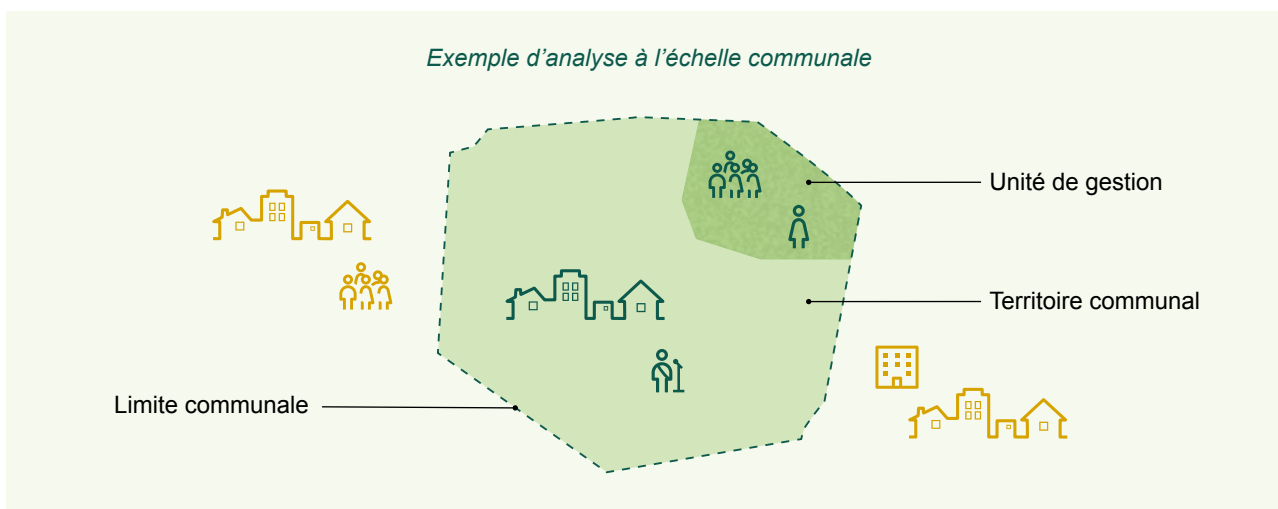 Exemple d’analyse à l’échelle communale
Unité de gestion
Territoire communal
Limite communale